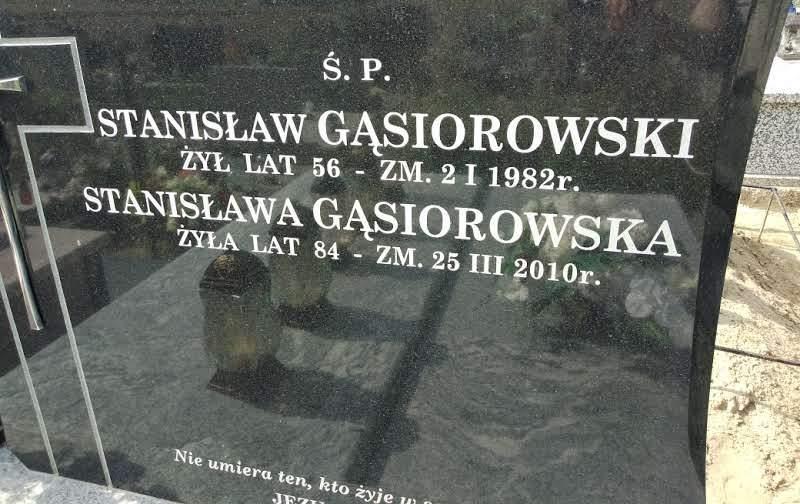 Ś. P.
STANISŁAW GĄSIOROWSKI
ŻYŁ LAT 56 - ZM. 2 I 1982r.
STANISŁAWA GĄSIOROWSKA
ŻYŁA LAT 84 - ZM. 25 III 2010r.
Nie umiera ten, kto żyje w